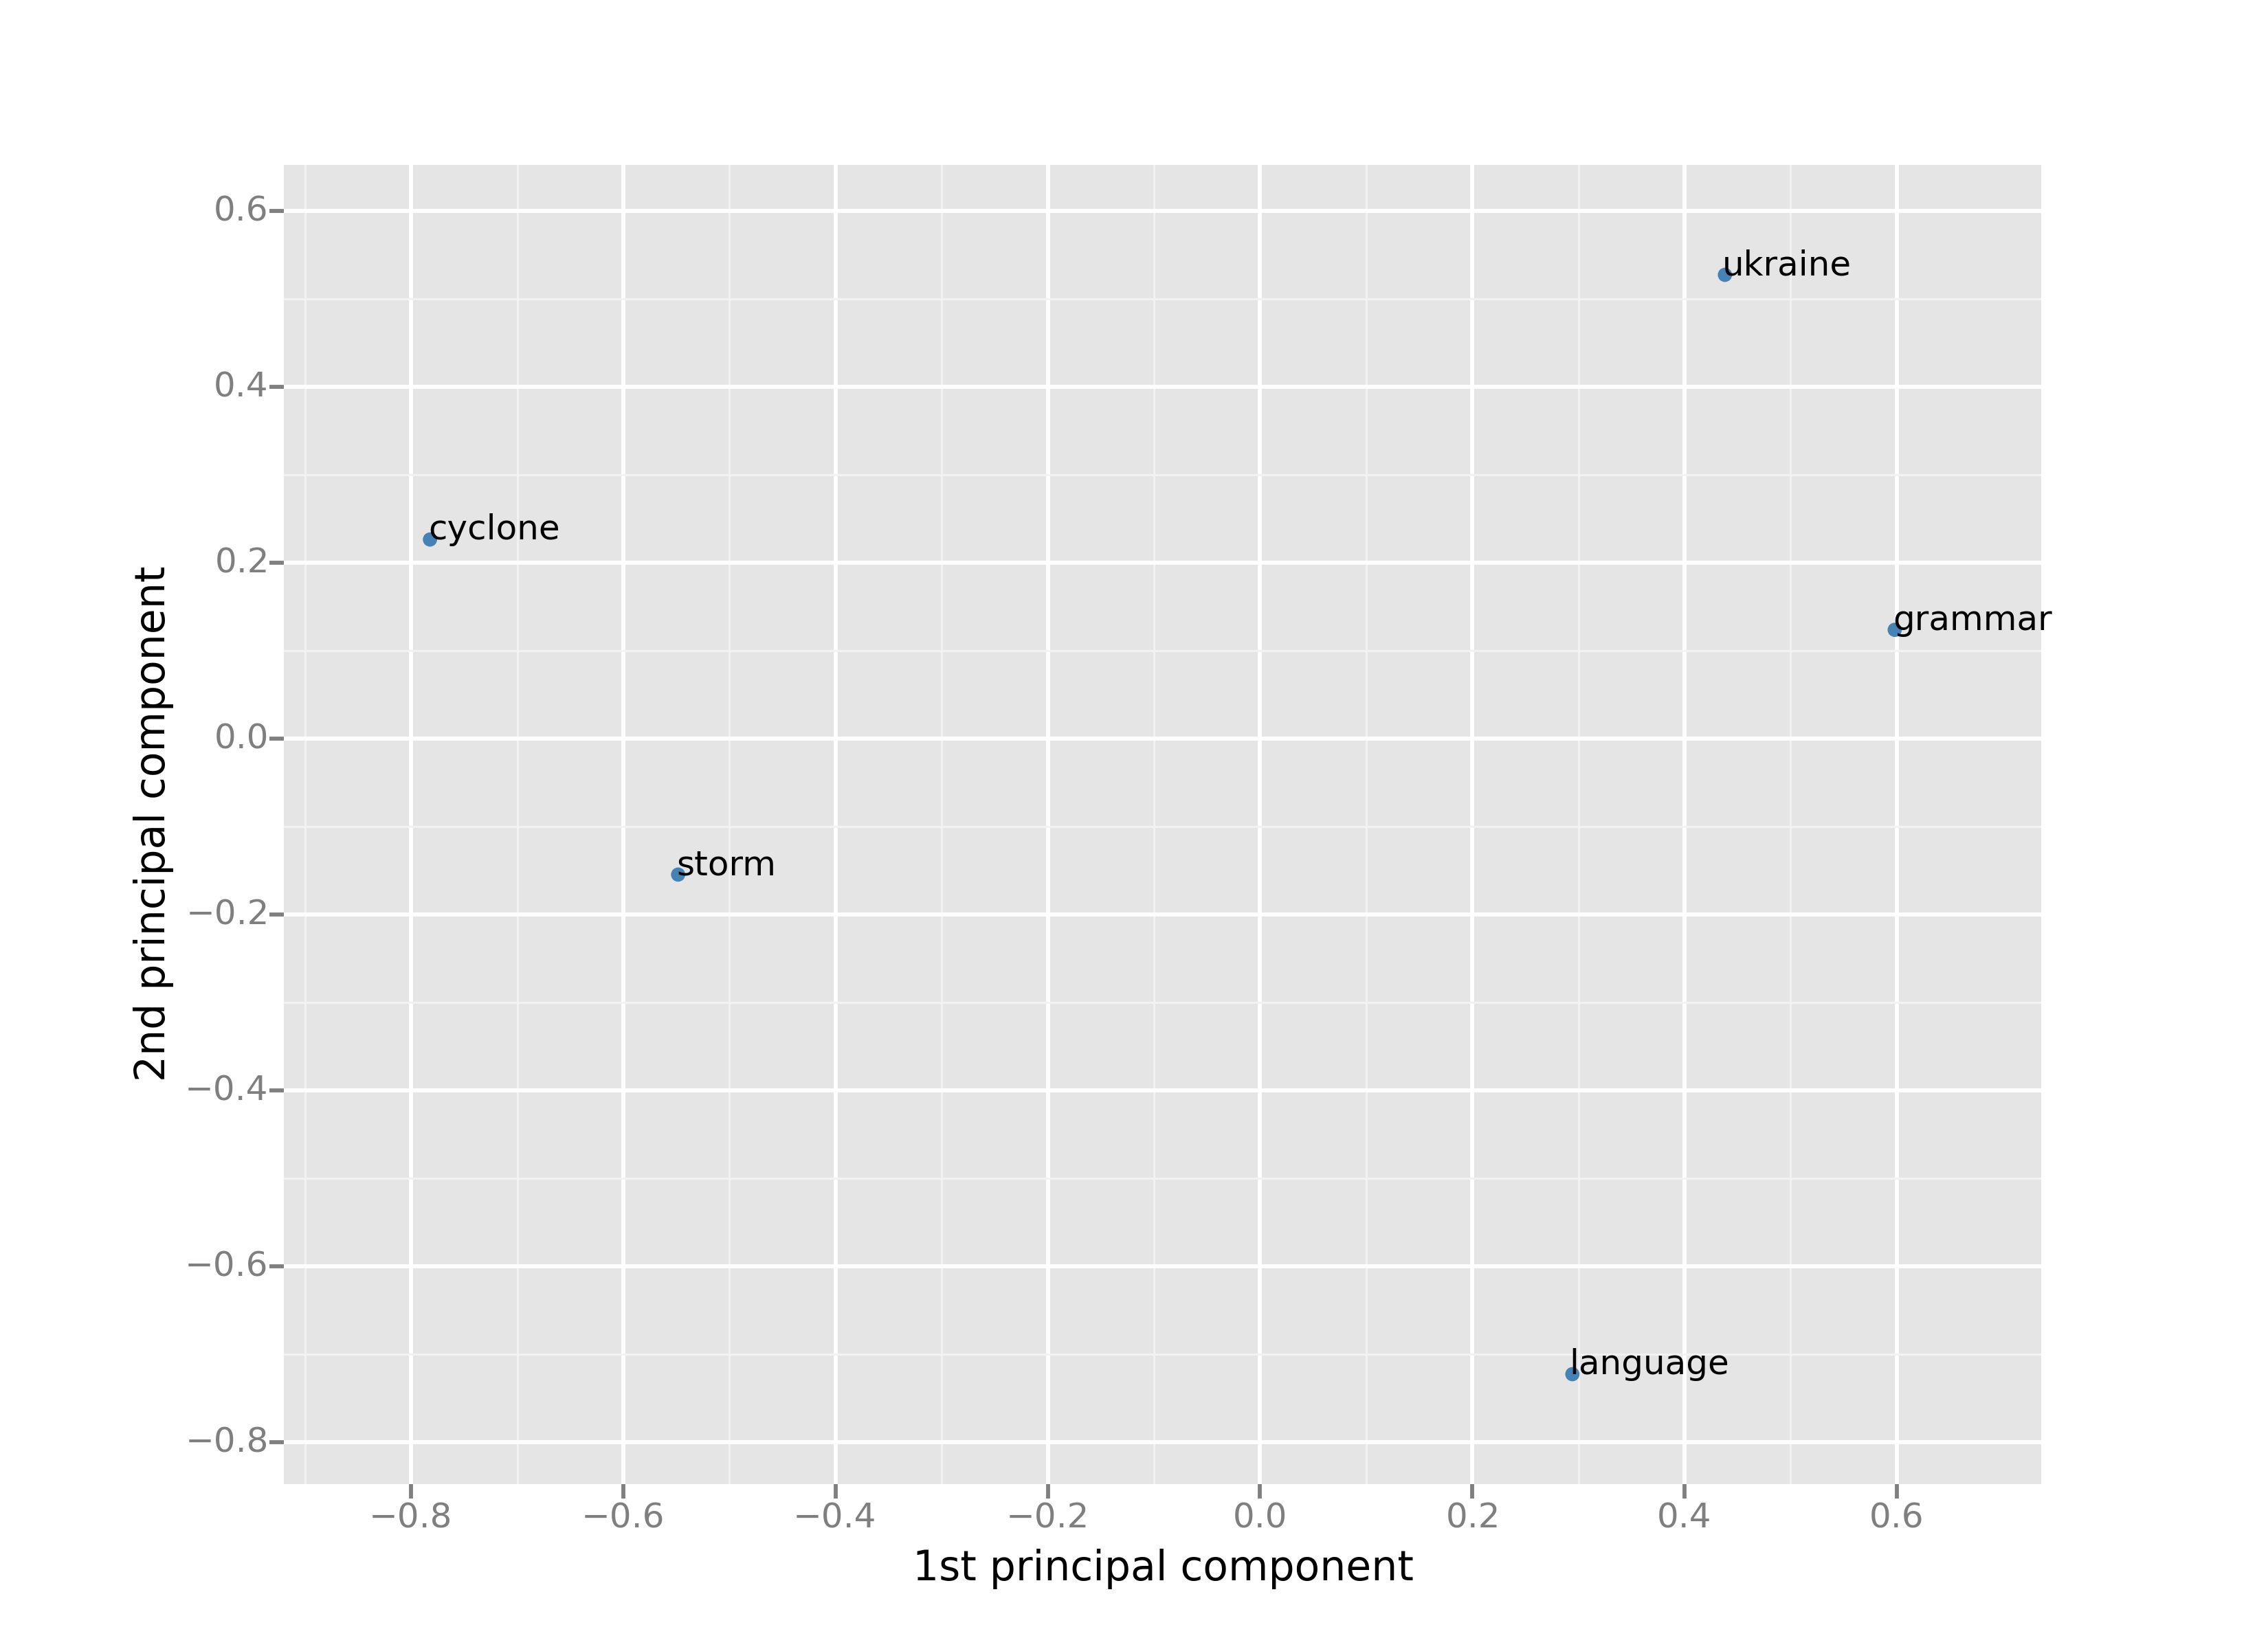 0.6
ukraine
0.4
cyclone
0.2
grammar
0.0
storm
−0.2
−0.4
−0.6
language
−0.8
2nd principal component
−0.8 −0.6 −0.4 −0.2 0.0 0.2 0.4 0.6
1st principal component